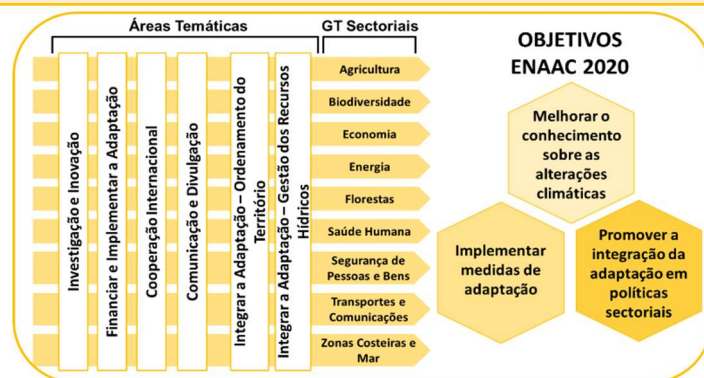 Áreas Temáticas
GT Sectoriais
Investigação e Inovação
Financiar e Implementar a Adaptação
Cooperação Internacional
Comunicação e Divulgação
Integrar a Adaptação – Ordenamento do
Território
Integrar a Adaptação – Gestão dos Recursos
Hídricos
Agricultura
Biodiversidade
Economia
Energia
Florestas
Saúde Humana
Segurança de
Pessoas e Bens
Transportes e
Comunicações
Zonas Costeiras e
Mar
OBJETIVOS
ENAAC 2020
Melhorar o
conhecimento
sobre as
alterações
climáticas
Implementar
medidas de
adaptação
Promover a
integração da
adaptação em
políticas
sectoriais